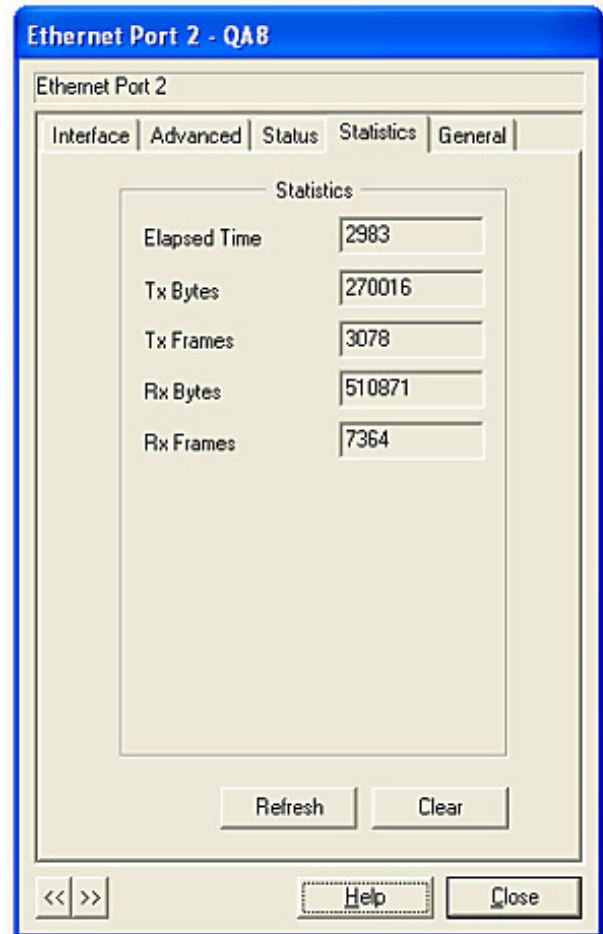 Ethernet Port 2 - QA8
Ethernet Port 2
Interface Advanced Status Statistics General
Statistics
Elapsed Time 2983
Tx Bytes 270016
Tx Frames 3078
Rx Bytes 510871
Rx Frames 7364
Refresh Clear
<< >> Help Close